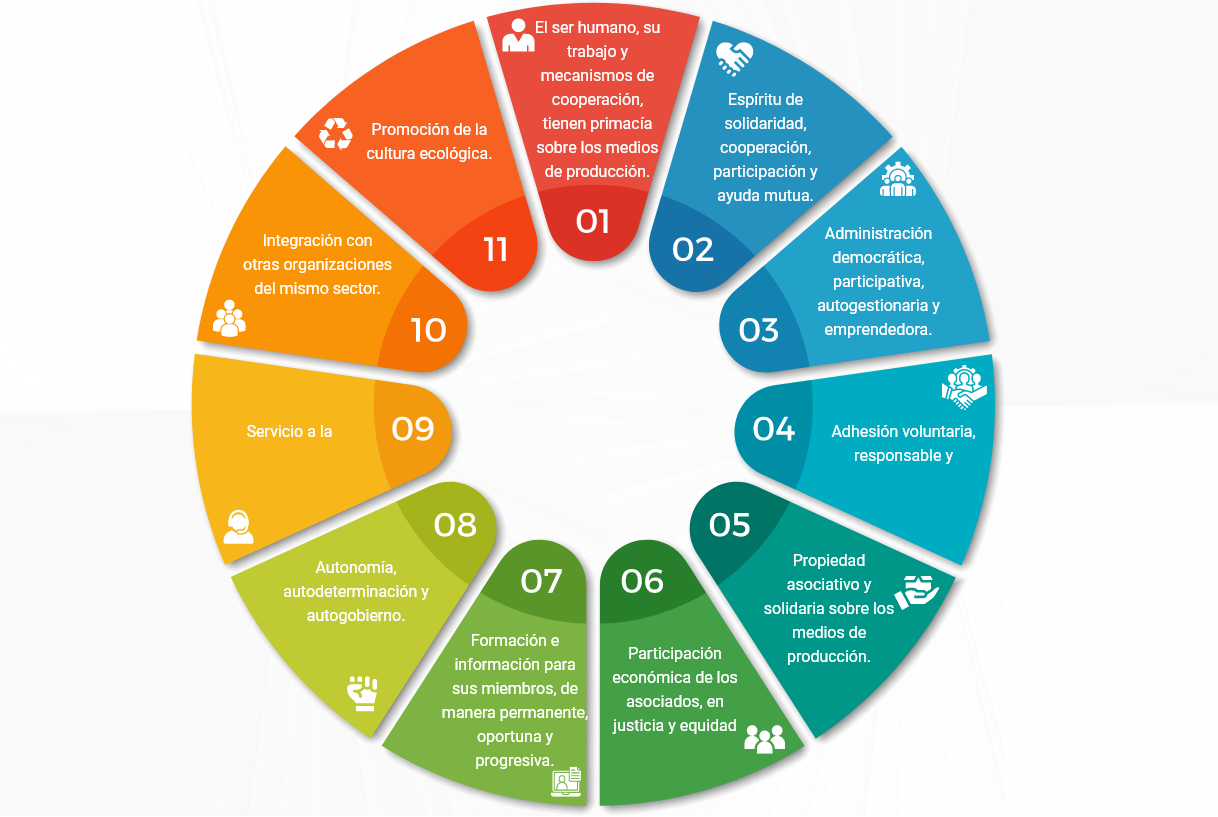 El ser humano, su
trabajo y
mecanismos de
cooperación,
tienen primacía
sobre los medios
de producción.
01
Espíritu de
solidaridad,
cooperación,
participación y
ayuda mutua.
02
Administración
democrática,
participativa,
autogestionaria y
emprendedora.
03
Adhesión voluntaria,
responsable y
04
Propiedad
asociativo y
solidaria sobre los
medios de
producción.
05
Participación
económica de los
asociados, en
justicia y equidad
06
Formación e
información para
sus miembros, de
manera permanente,
oportuna y
progresiva.
07
Autonomía,
autodeterminación y
autogobierno.
08
Servicio a la
09
Integración con
otras organizaciones
del mismo sector.
10
Promoción de la
cultura ecológica.
11